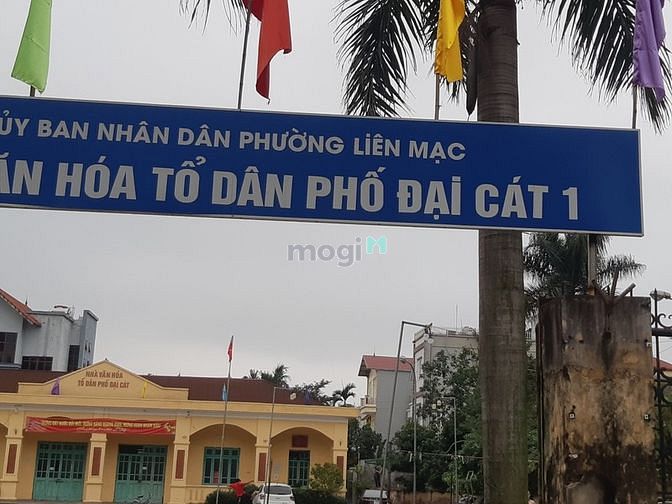 ỦY BAN NHÂN DÂN PHƯỜNG LIÊN MẠC
VĂN HÓA TỔ DÂN PHỐ ĐẠI CÁT 1
mogi
NHÀ VĂN HÓA
TỔ DÂN PHỐ ĐẠI CÁT